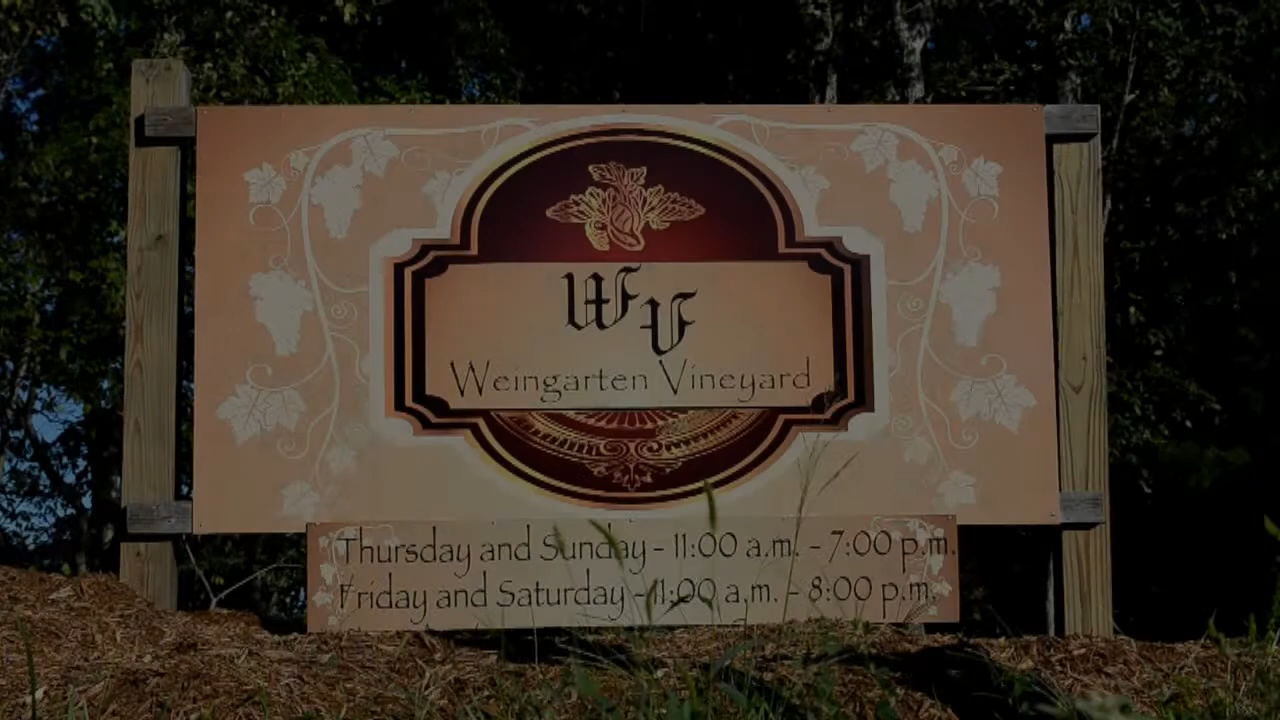 WV
Weingarten Vineyard
Thursday and Sunday - 11:00 a.m. - 7:00 p.m.
Friday and Saturday - 11:00 a.m. - 8:00 p.m.